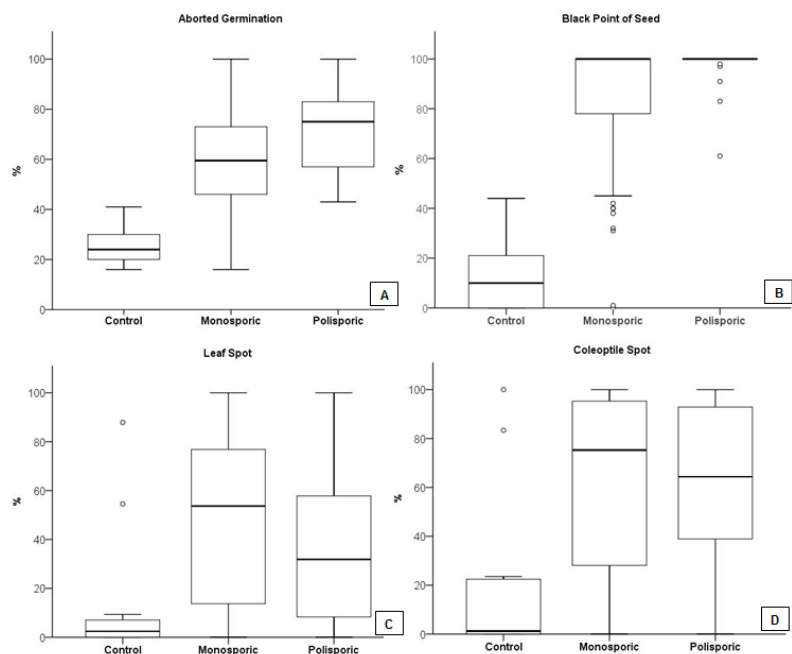 Aborted Germination
100
80
60
40
20
0
%
Control Monosporic Polisporic
A
Black Point of Seed
100
80
60
40
20
0
%
Control Monosporic Polisporic
B
Leaf Spot
100
80
60
40
20
0
%
Control Monosporic Polisporic
C
Coleoptile Spot
100
80
60
40
20
0
%
Control Monosporic Polisporic
D